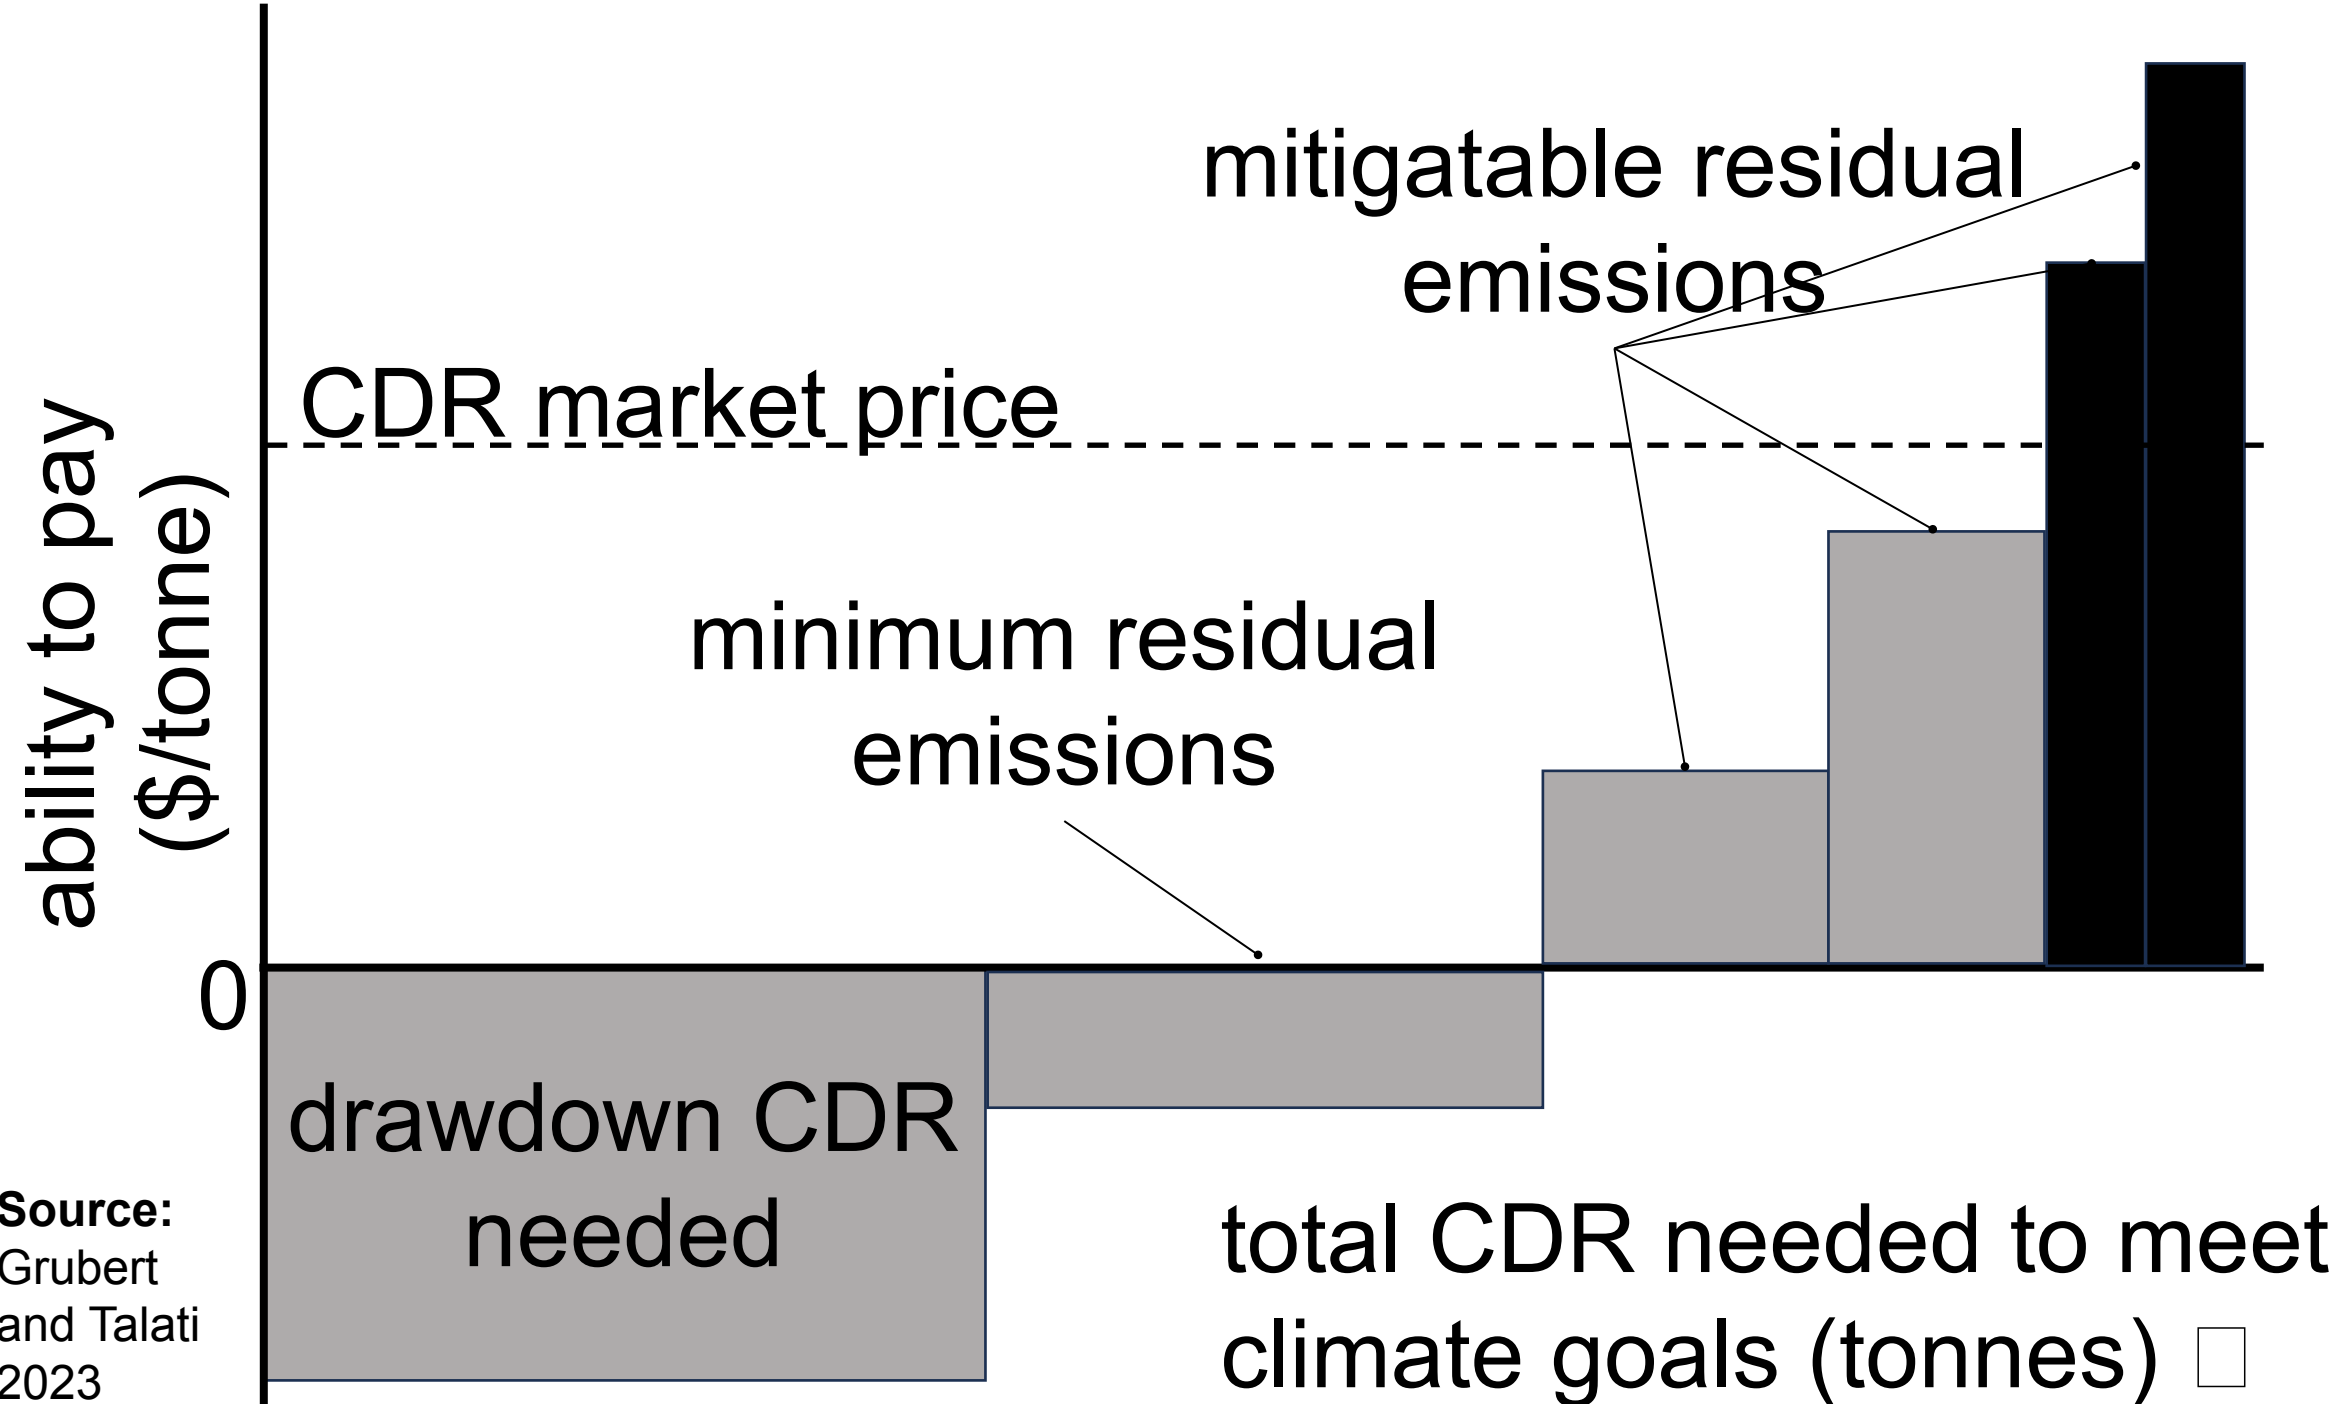 mitigatable residual
emissions
CDR market price
ability to pay
($/tonne)
minimum residual
emissions
0
drawdown CDR
needed
total CDR needed to meet
climate goals (tonnes) □
Source:
Grubert
and Talati
2023